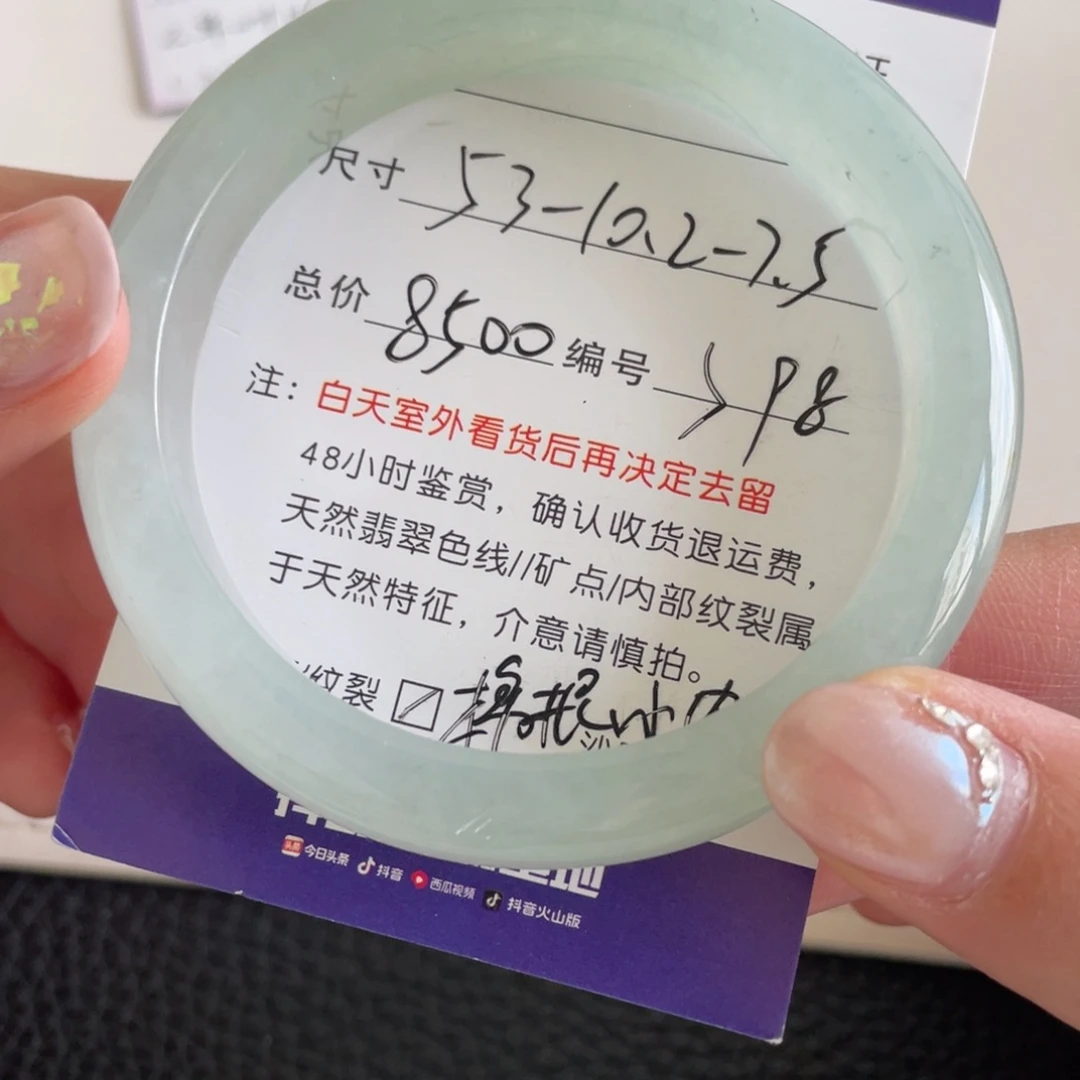 尺寸 53-10.2-7.5
总价 8500 编号 798
注：白天室外看货后再决定去留
48小时鉴赏，确认收货退运费，
天然翡翠色线//矿点/内部纹裂属
于天然特征，介意请慎拍。
纹裂
今日头条 抖音 西瓜视频 抖音火山版